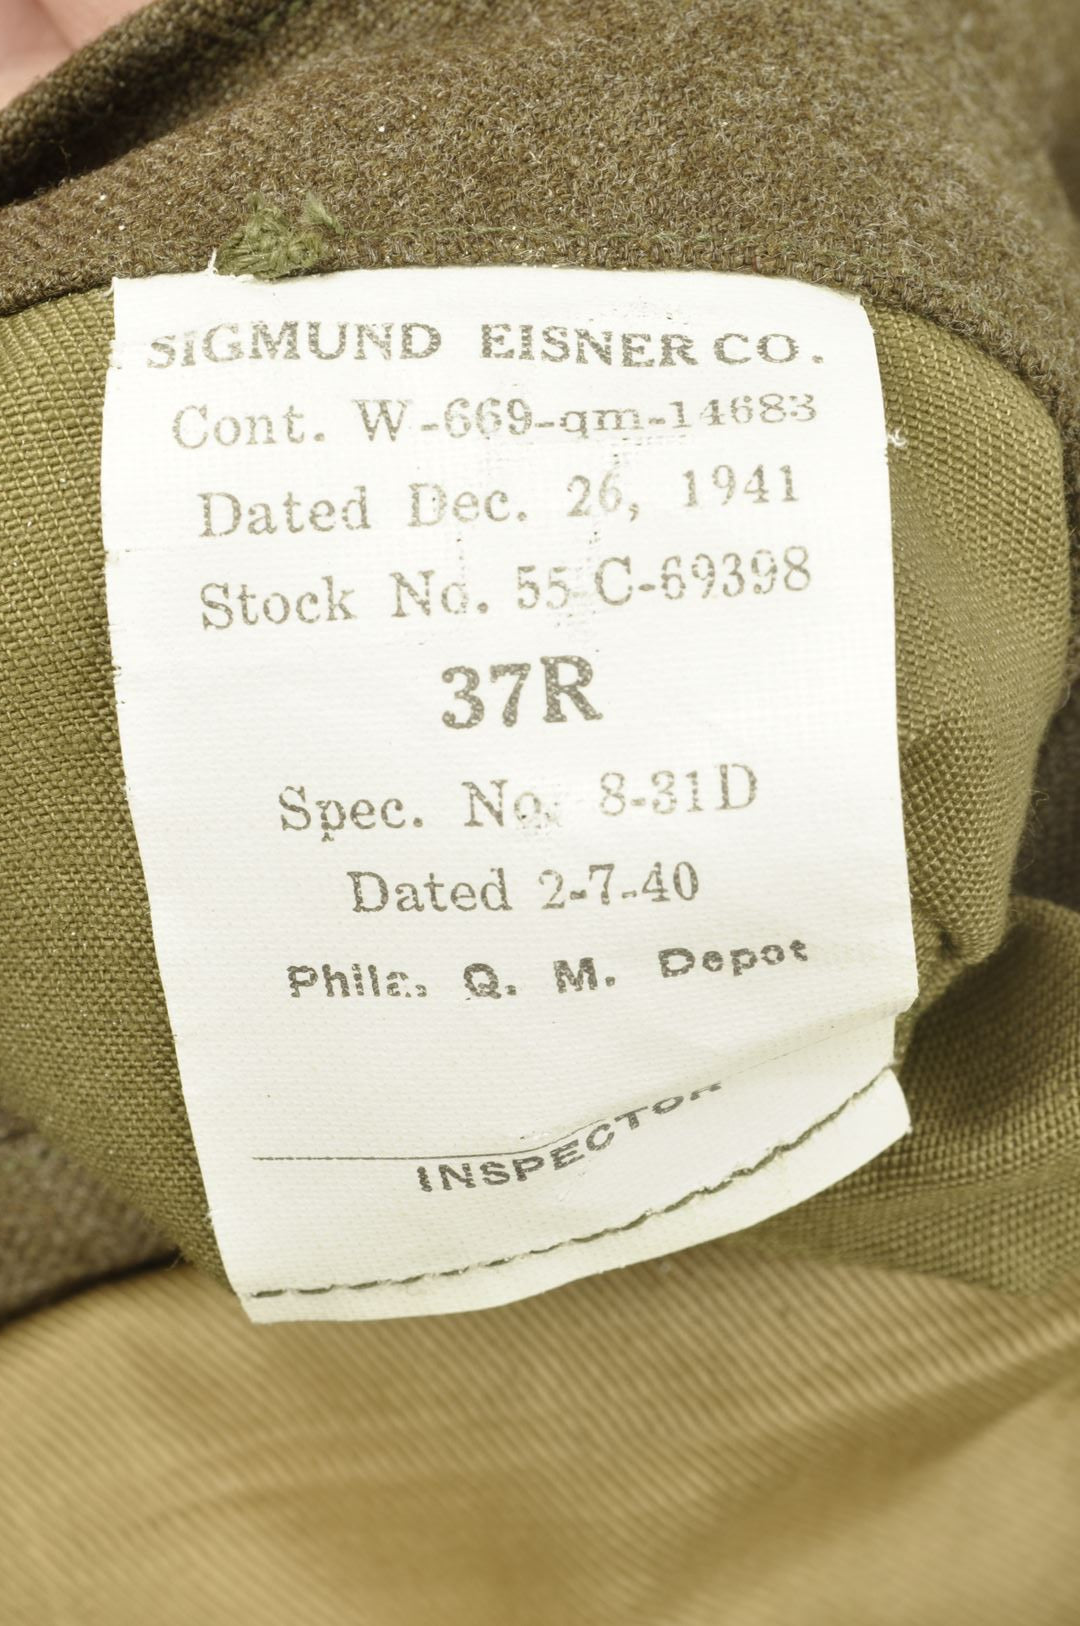 SIGMUND EISNER CO.
Cont. W-669-qm-14683
Dated Dec. 26, 1941
Stock No. 55-C-69398
37R
Spec. No. 8-31D
Dated 2-7-40
Phila. Q. M. Depot
INSPECTOR